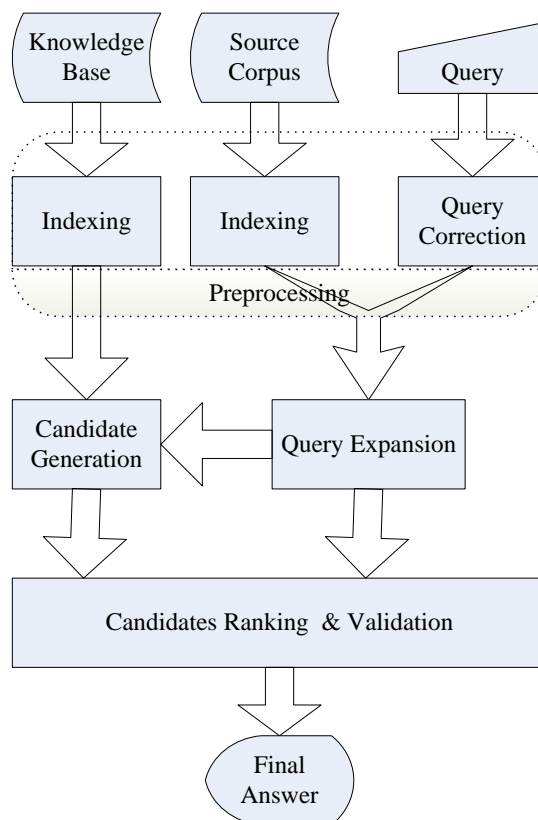 Knowledge
Base
Source
Corpus
Query
Indexing
Indexing
Query
Correction
Preprocessing
Candidate
Generation
Query Expansion
Candidates Ranking & Validation
Final
Answer